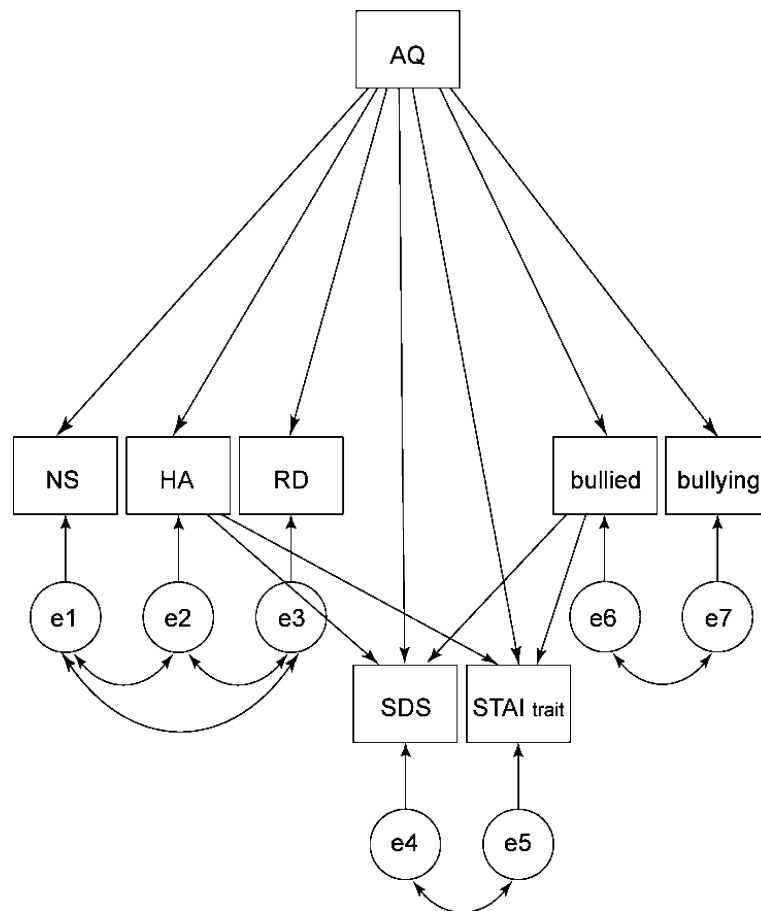 AQ
NS HA RD bullied bullying
e1 e2 e3 e6 e7
SDS STAI trait
e4 e5